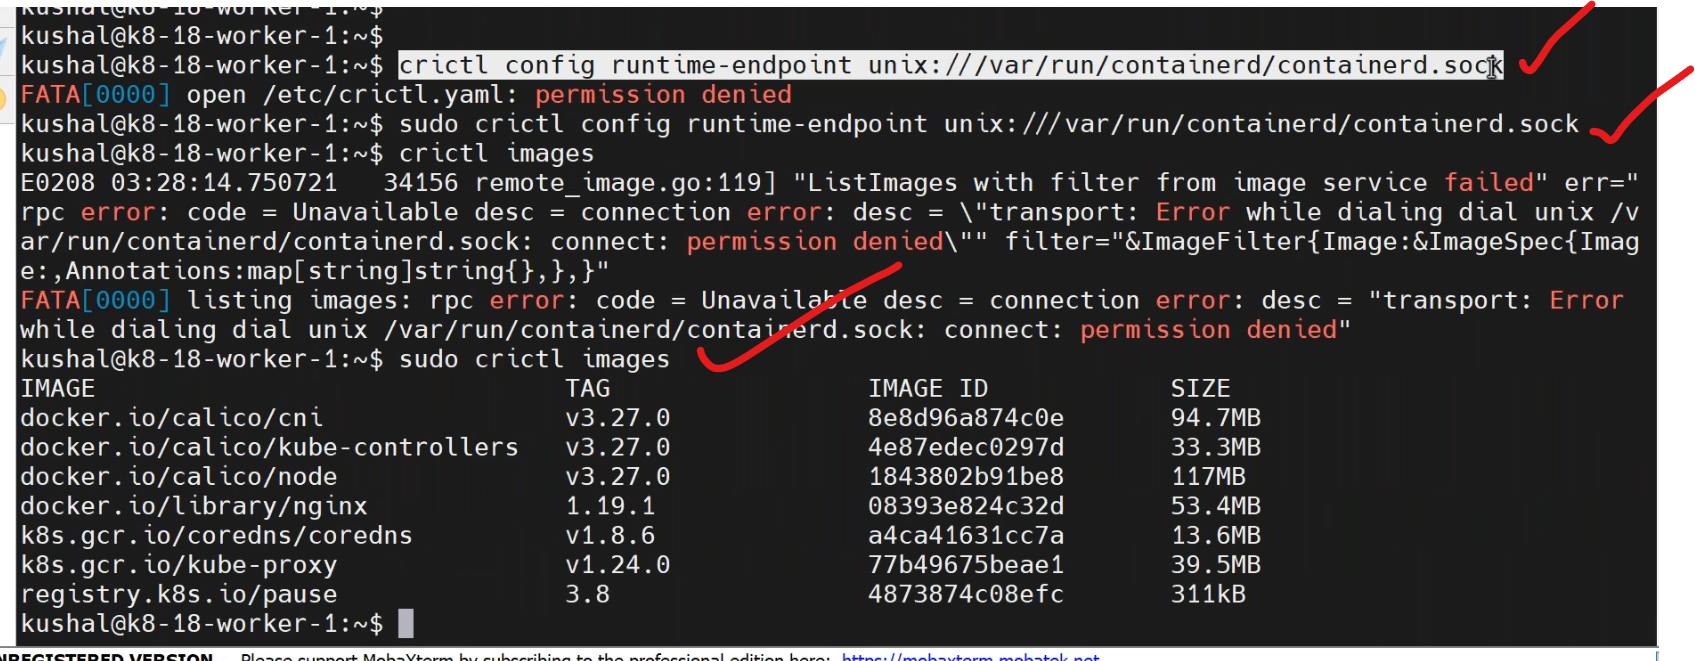 kushal@k8-18-worker-1:~$
kushal@k8-18-worker-1:~$
kushal@k8-18-worker-1:~$ crictl config runtime-endpoint unix:///var/run/containerd/containerd.sock
FATA[0000] open /etc/crictl.yaml: permission denied
kushal@k8-18-worker-1:~$ sudo crictl config runtime-endpoint unix:///var/run/containerd/containerd.sock
kushal@k8-18-worker-1:~$ crictl images
E0208 03:28:14.750721   34156 remote_image.go:119] "ListImages with filter from image service failed" err="
rpc error: code = Unavailable desc = connection error: desc = \"transport: Error while dialing dial unix /v
ar/run/containerd/containerd.sock: connect: permission denied\"" filter="&ImageFilter{Image:&ImageSpec{Imag
e:,Annotations:map[string]string{},},}"
FATA[0000] listing images: rpc error: code = Unavailable desc = connection error: desc = "transport: Error
while dialing dial unix /var/run/containerd/containerd.sock: connect: permission denied"
kushal@k8-18-worker-1:~$ sudo crictl images
IMAGE TAG IMAGE ID SIZE
docker.io/calico/cni v3.27.0 8e8d96a874c0e 94.7MB
docker.io/calico/kube-controllers v3.27.0 4e87edec0297d 33.3MB
docker.io/calico/node v3.27.0 1843802b91be8 117MB
docker.io/library/nginx 1.19.1 08393e824c32d 53.4MB
k8s.gcr.io/coredns/coredns v1.8.6 a4ca41631cc7a 13.6MB
k8s.gcr.io/kube-proxy v1.24.0 77b49675beae1 39.5MB
registry.k8s.io/pause 3.8 4873874c08efc 311kB
kushal@k8-18-worker-1:~$
NREGISTERED VERSION - Please support MobaXterm by subscribing to the professional edition here: https://mobaxterm.mobatek.net